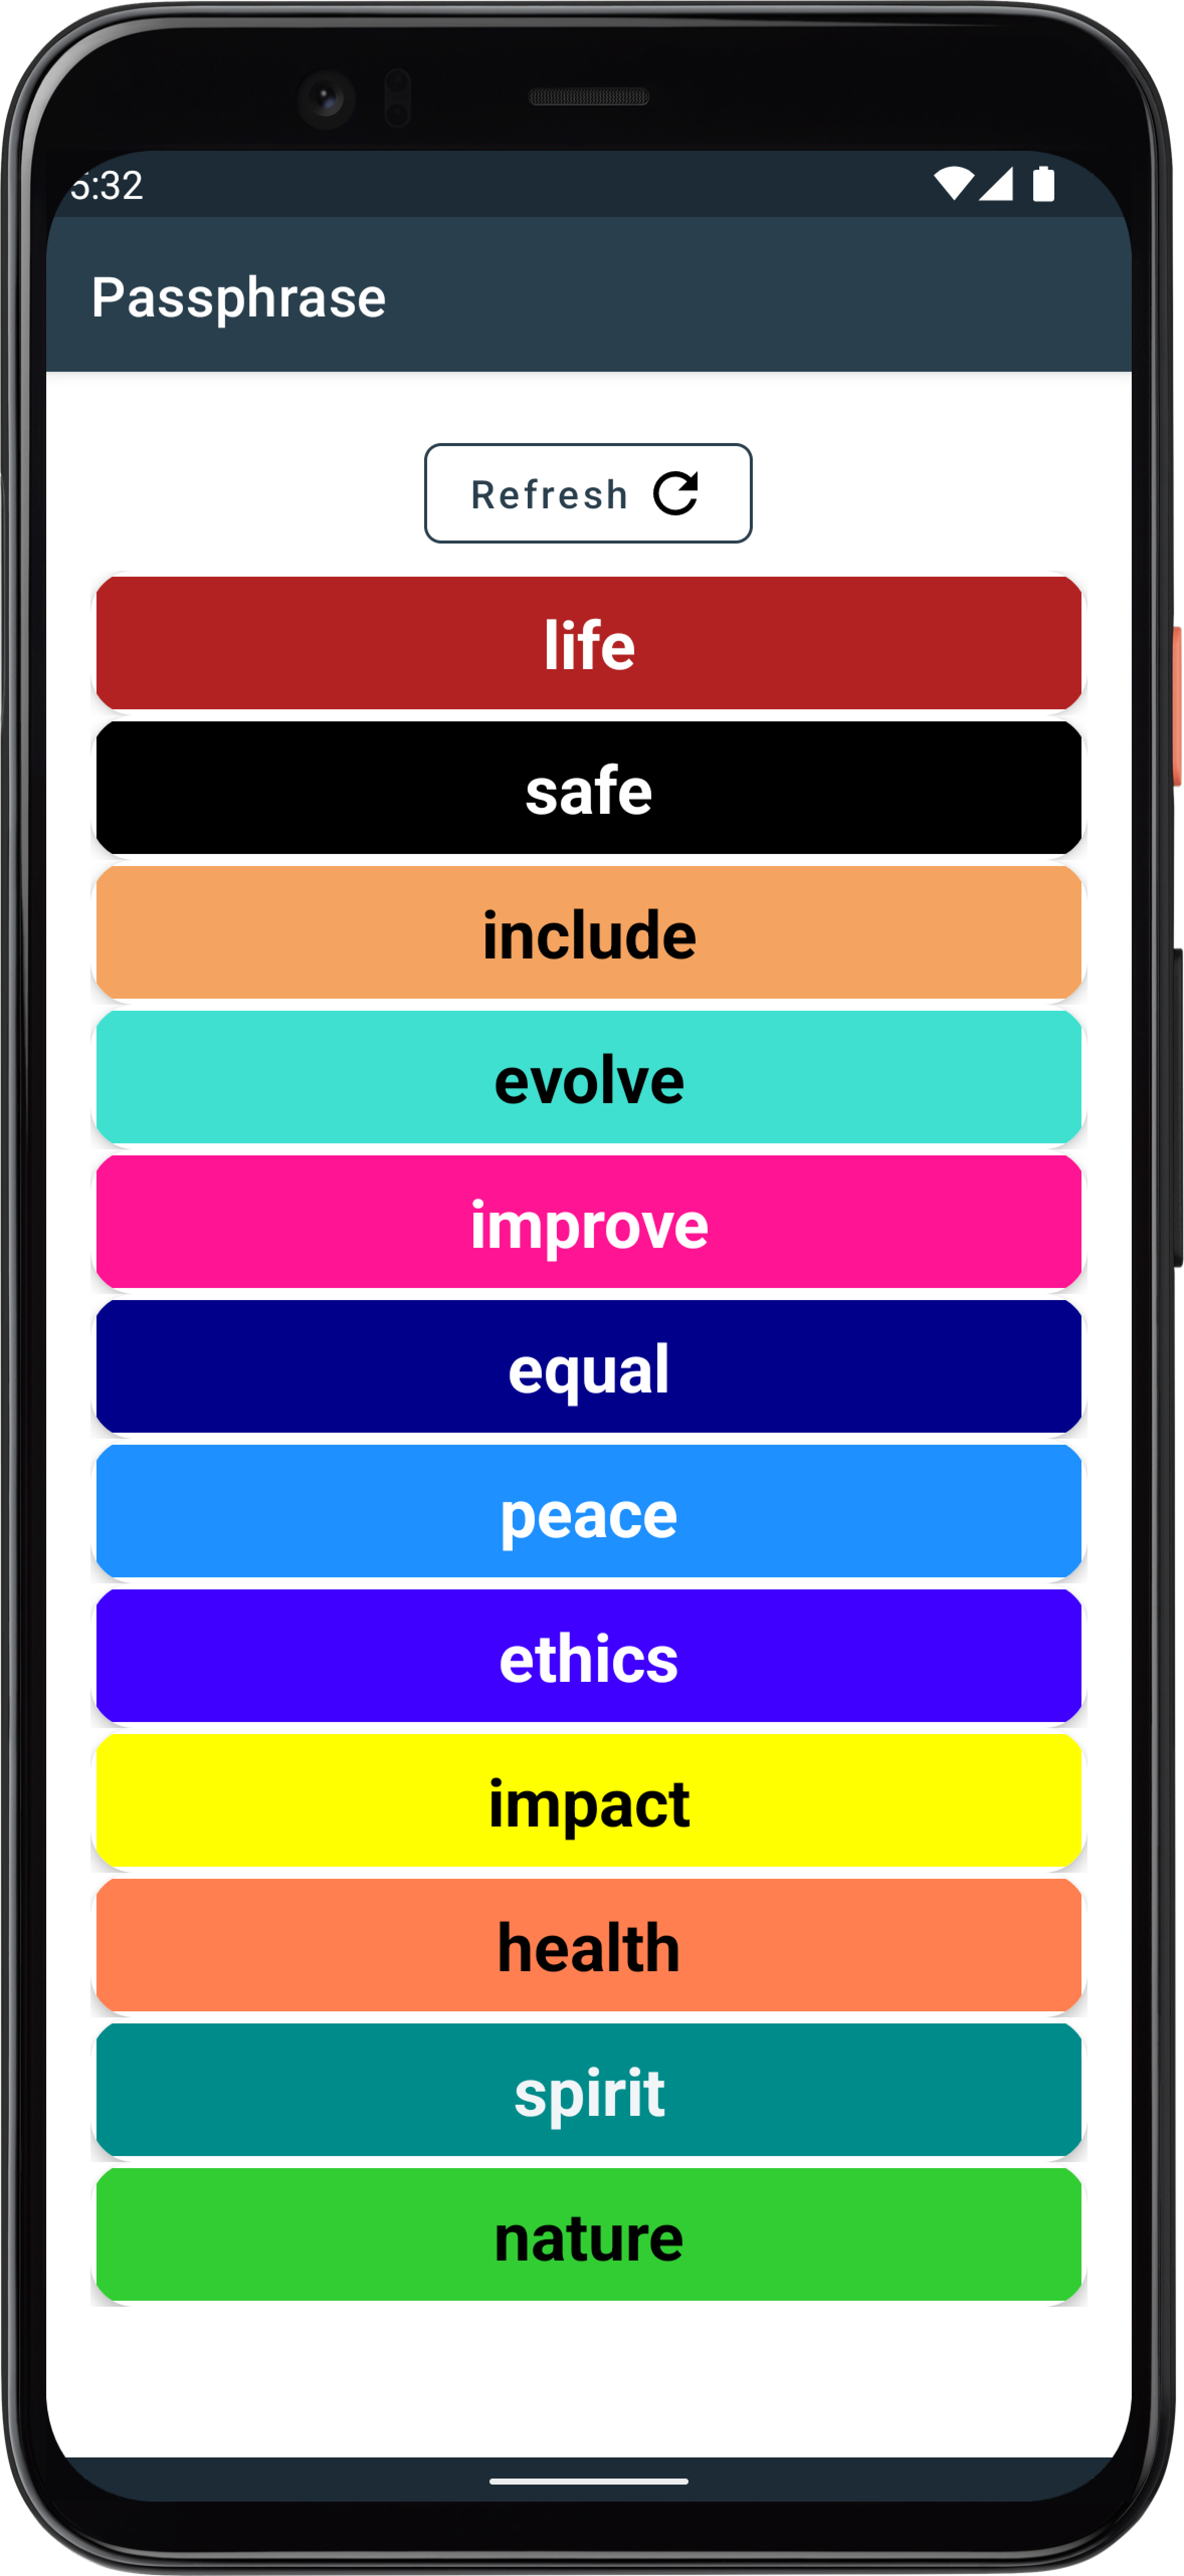 5:32
Passphrase
Refresh
life
safe
include
evolve
improve
equal
peace
ethics
impact
health
spirit
nature